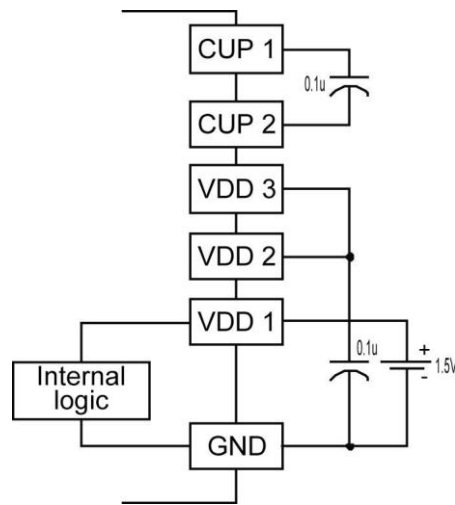 CUP 1
0.1u
CUP 2
VDD 3
VDD 2
VDD 1
0.1u
+
1.5V
-
Internal
logic
GND